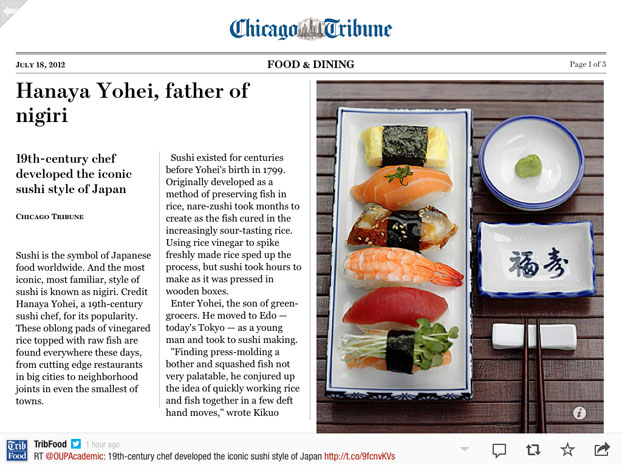 Chicago Tribune
JULY 18, 2012
FOOD & DINING
Page 1 of 3
Hanaya Yohei, father of
nigiri
19th-century chef
developed the iconic
sushi style of Japan
CHICAGO TRIBUNE
Sushi is the symbol of Japanese
food worldwide. And the most
iconic, most familiar, style of
sushi is known as nigiri. Credit
Hanaya Yohei, a 19th-century
sushi chef, for its popularity.
These oblong pads of vinegared
rice topped with raw fish are
found everywhere these days,
from cutting edge restaurants
in big cities to neighborhood
joints in even the smallest of
towns.
Sushi existed for centuries
before Yohei's birth in 1799.
Originally developed as a
method of preserving fish in
rice, nare-zushi took months to
create as the fish cured in the
increasingly sour-tasting rice.
Using rice vinegar to spike
freshly made rice sped up the
process, but sushi took hours to
make as it was pressed in
wooden boxes.
Enter Yohei, the son of green-
grocers. He moved to Edo —
today's Tokyo — as a young
man and took to sushi making.
"Finding press-molding a
bother and squashed fish not
very palatable, he conjured up
the idea of quickly working rice
and fish together in a few deft
hand moves," wrote Kikuo
福寿
i
Trib
Food
TribFood 1 hour ago
RT @OUPAcademic: 19th-century chef developed the iconic sushi style of Japan http://t.co/9fcnvKVs